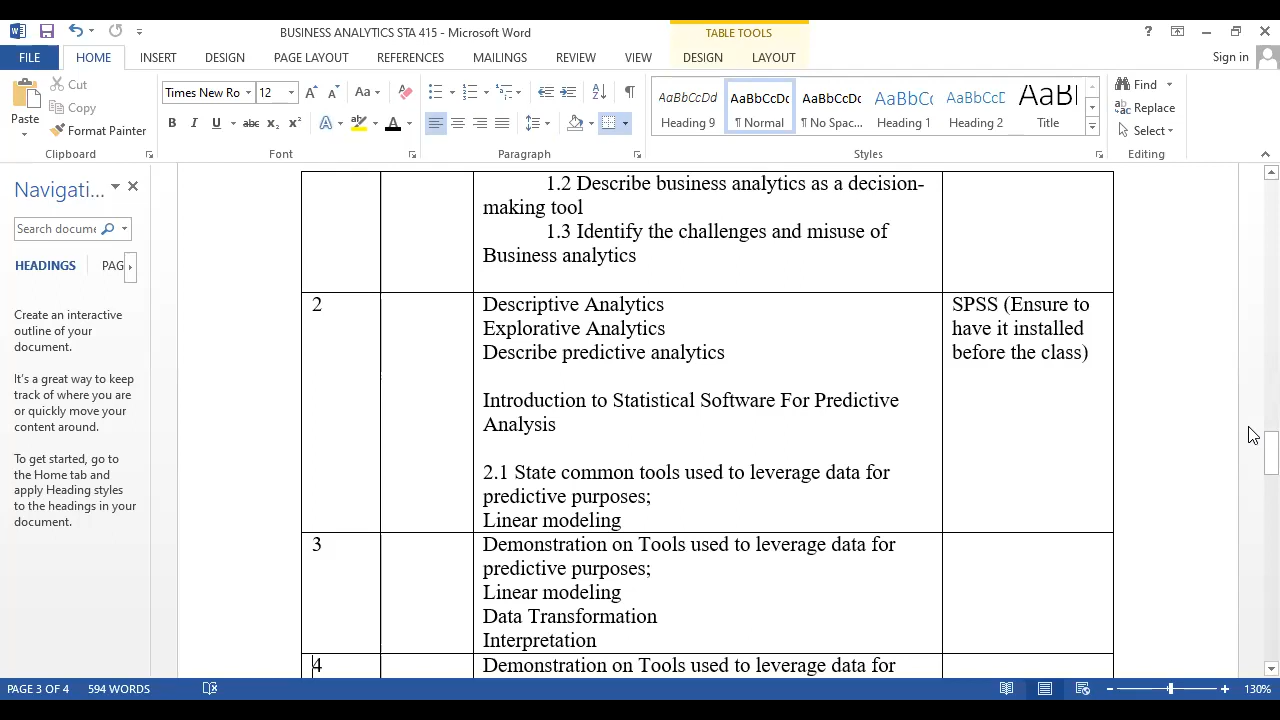 BUSINESS ANALYTICS STA 415 - Microsoft Word
TABLE TOOLS
?
FILE
HOME
INSERT
DESIGN
PAGE LAYOUT
REFERENCES
MAILINGS
REVIEW
VIEW
DESIGN
LAYOUT
Sign in
Paste
Cut
Copy
Format Painter
Clipboard
Times New Ro
12
Aa
B I U abc x₂ x²
A
Font
Paragraph
AaBbCcDd
Heading 9
AaBbCcDc
¶ Normal
AaBbCcDc
¶ No Spac...
AaBbCc
Heading 1
AaBbCcD
Heading 2
AaBl
Title
Styles
Find
Replace
Select
Editing
Navigati...
Search docume
HEADINGS
PAG
Create an interactive
outline of your
document.
It's a great way to keep
track of where you are
or quickly move your
content around.
To get started, go to
the Home tab and
apply Heading styles
to the headings in your
document.
1.2 Describe business analytics as a decision-
making tool
1.3 Identify the challenges and misuse of
Business analytics
2
Descriptive Analytics
Explorative Analytics
Describe predictive analytics
Introduction to Statistical Software For Predictive
Analysis
2.1 State common tools used to leverage data for
predictive purposes;
Linear modeling
SPSS (Ensure to
have it installed
before the class)
3
Demonstration on Tools used to leverage data for
predictive purposes;
Linear modeling
Data Transformation
Interpretation
4
Demonstration on Tools used to leverage data for
PAGE 3 OF 4
594 WORDS
130%